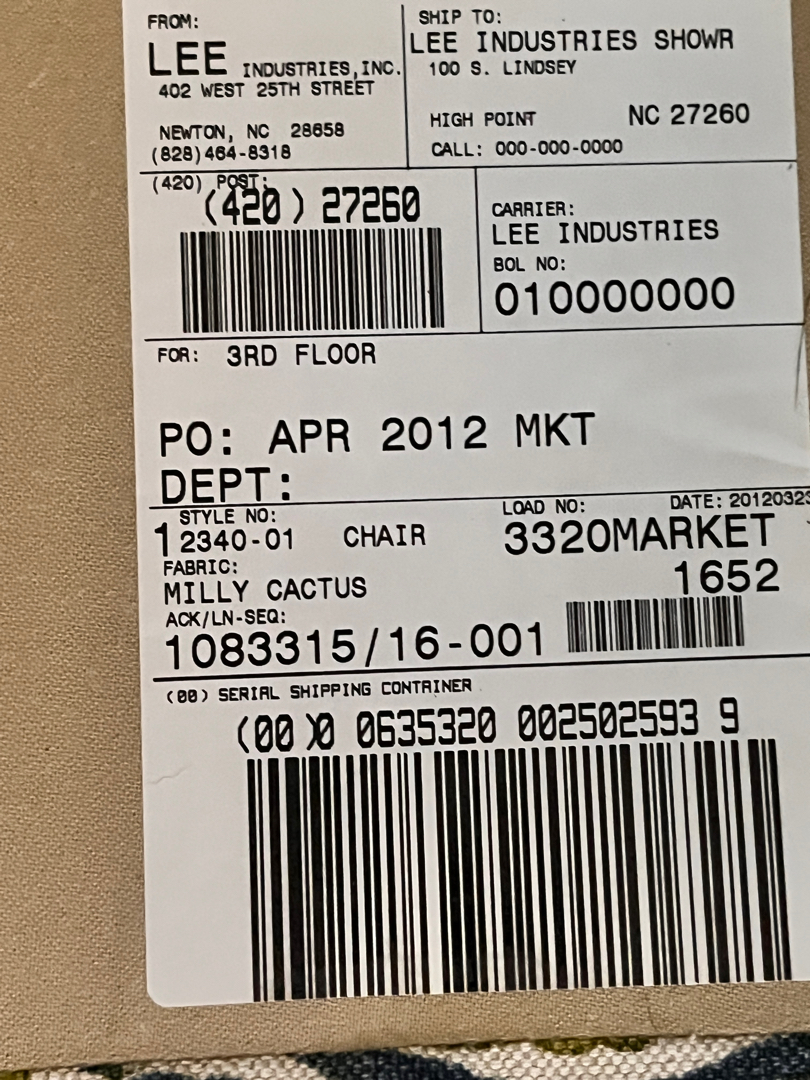 FROM:
LEE INDUSTRIES, INC.
402 WEST 25TH STREET
NEWTON, NC 28658
(828)464-8318
SHIP TO:
LEE INDUSTRIES SHOWR
100 S. LINDSEY
HIGH POINT NC 27260
CALL: 000-000-0000
(420) POST:
(420) 27260
CARRIER:
LEE INDUSTRIES
BOL NO:
010000000
FOR: 3RD FLOOR
PO: APR 2012 MKT
DEPT:
STYLE NO:
12340-01 CHAIR
LOAD NO: DATE: 20120323
3320MARKET
FABRIC:
MILLY CACTUS
1652
ACK/LN-SEQ:
1083315/16-001
(00) SERIAL SHIPPING CONTAINER
(00)0 0635320 002502593 9